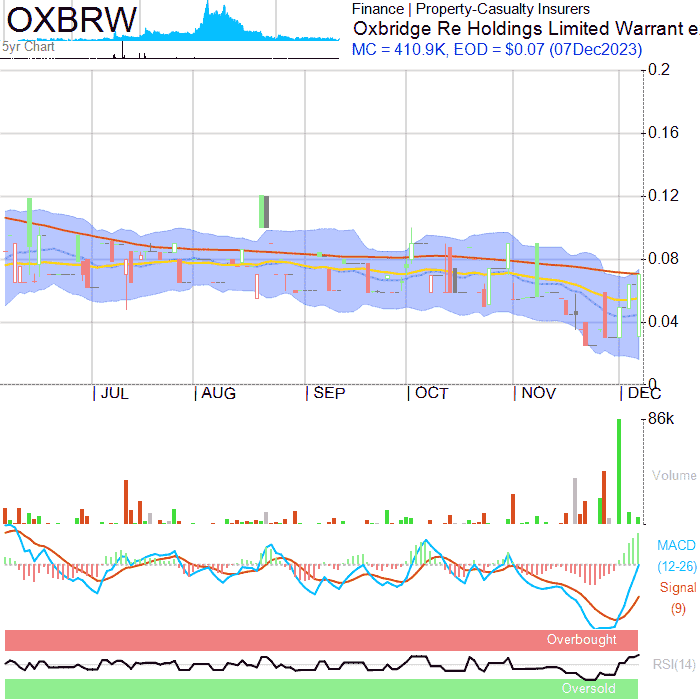 OXBRW
5yr Chart
Finance | Property-Casualty Insurers
Oxbridge Re Holdings Limited Warrant e
MC = 410.9K, EOD = $0.07 (07Dec2023)
0.2
0.16
0.12
0.08
0.04
0
JUL AUG SEP OCT NOV DEC
86k
Volume
MACD
(12-26)
Signal
(9)
Overbought
RSI(14)
Oversold